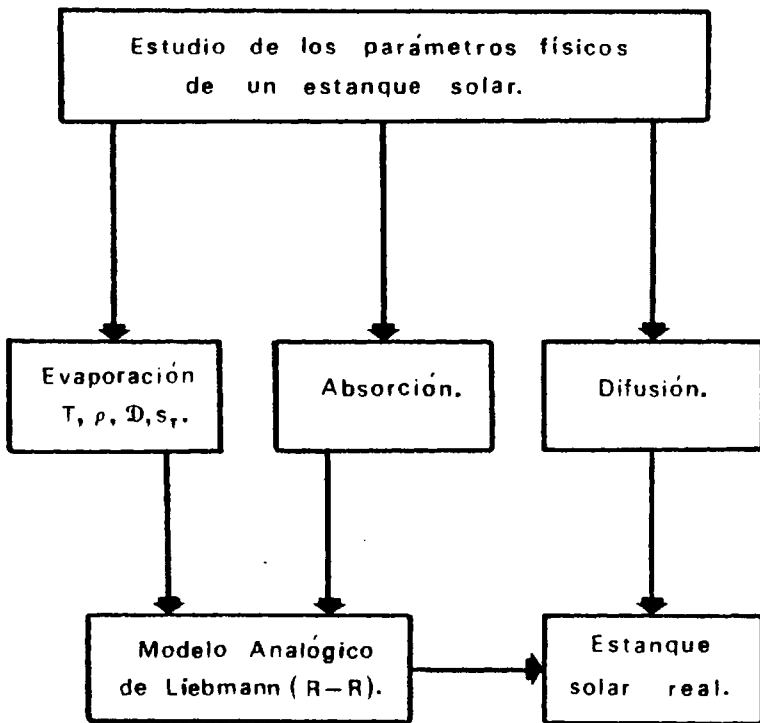 Estudio de los parámetros físicos
de un estanque solar.
Evaporación
T, ρ, D, s_T.
Absorción.
Difusión.
Modelo Analógico
de Liebmann (R-R).
Estanque
solar real.